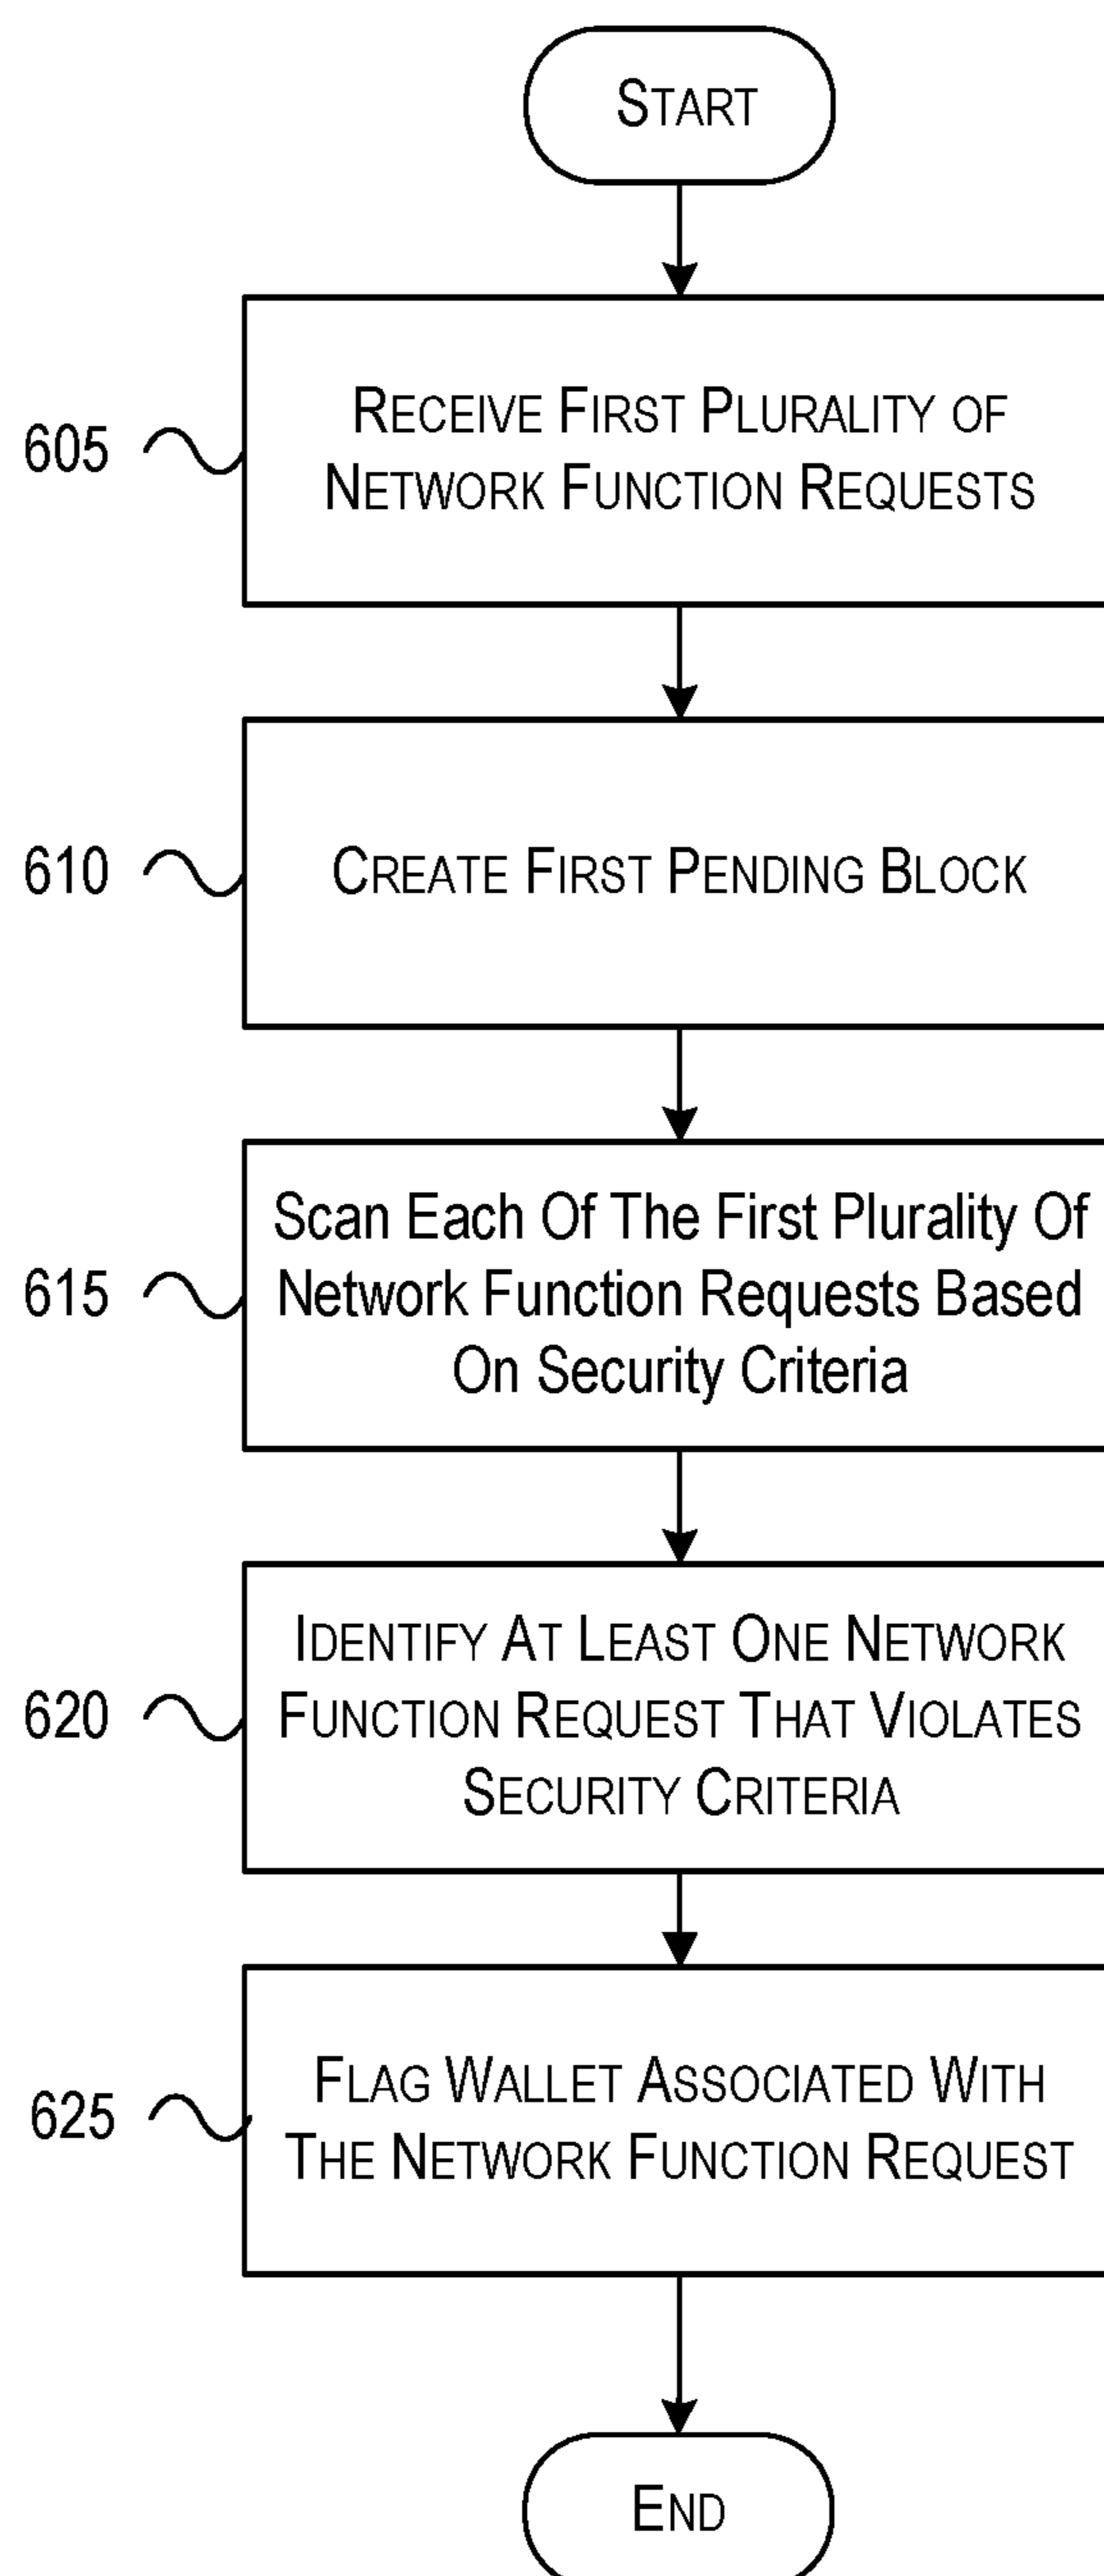 START
RECEIVE FIRST PLURALITY OF
NETWORK FUNCTION REQUESTS
605
CREATE FIRST PENDING BLOCK
610
Scan Each Of The First Plurality Of
Network Function Requests Based
On Security Criteria
615
IDENTIFY AT LEAST ONE NETWORK
FUNCTION REQUEST THAT VIOLATES
SECURITY CRITERIA
620
FLAG WALLET ASSOCIATED WITH
THE NETWORK FUNCTION REQUEST
625
END